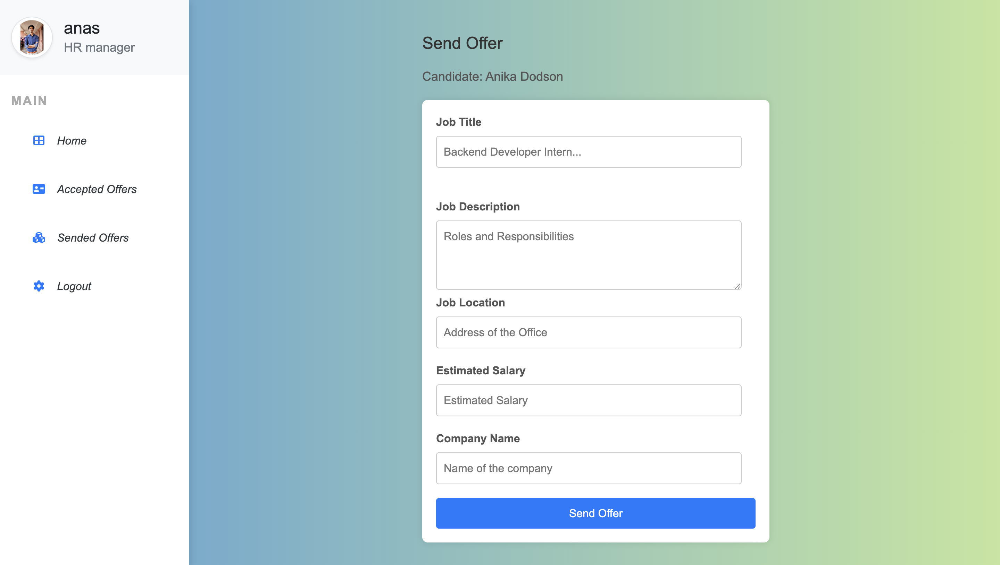 anas
HR manager
MAIN
Home
Accepted Offers
Sended Offers
Logout
Send Offer
Candidate: Anika Dodson
Job Title
Backend Developer Intern...
Job Description
Roles and Responsibilities
Job Location
Address of the Office
Estimated Salary
Estimated Salary
Company Name
Name of the company
Send Offer